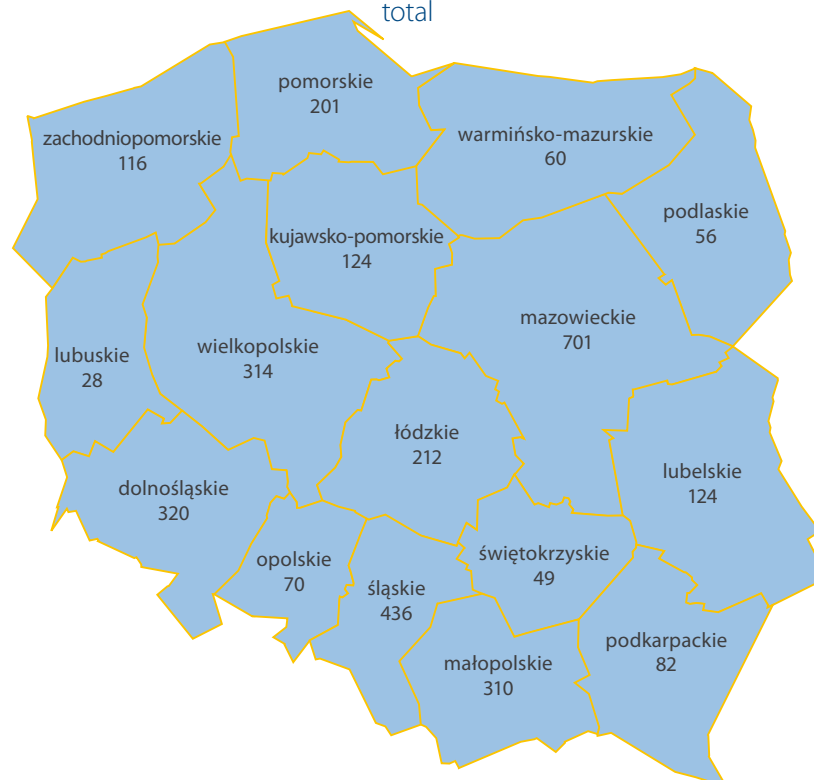 total
pomorskie
201
zachodniopomorskie
116
warmińsko-mazurskie
60
podlaskie
56
kujawsko-pomorskie
124
mazowieckie
701
lubuskie
28
wielkopolskie
314
łódzkie
212
lubelskie
124
dolnośląskie
320
opolskie
70
śląskie
436
świętokrzyskie
49
małopolskie
310
podkarpackie
82